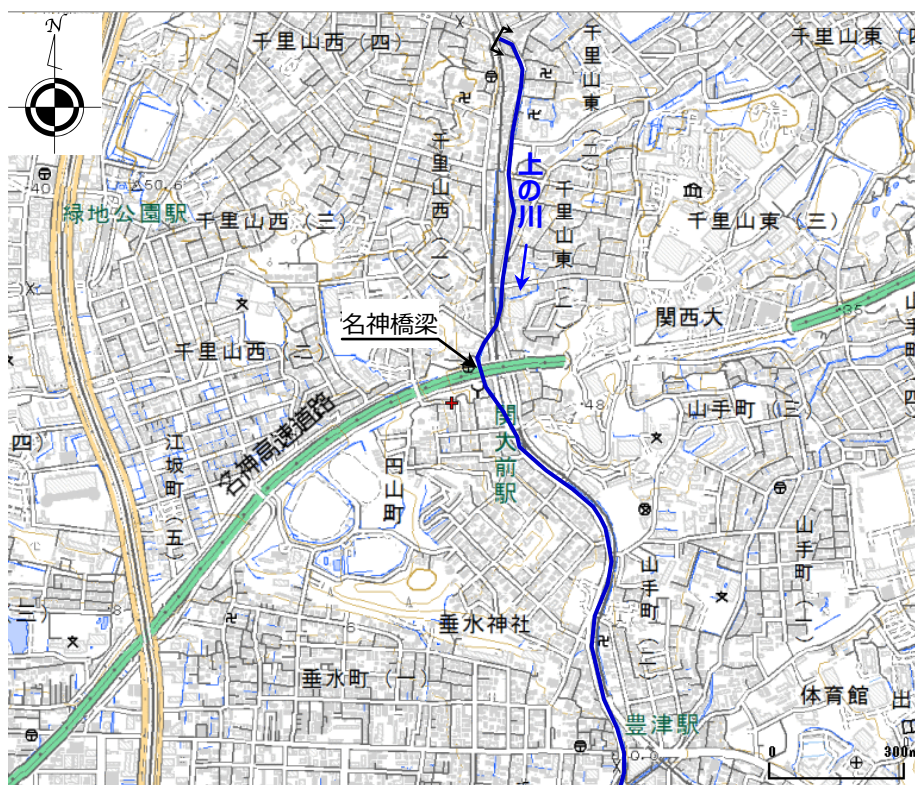 N
千里山西（四）
千里山東（二）
千里山東（四）
千里山西（一）
上の川
50.6
緑地公園駅
千里山西（三）
千里山東（一）
千里山東（三）
関西大
名神橋梁
千里山西（二）
名神高速道路
関大前駅
48
山手町（三）
江坂町（五）
円山町
山手町（二）
山手町（一）
垂水神社
垂水町（一）
豊津駅
体育館
0 300m